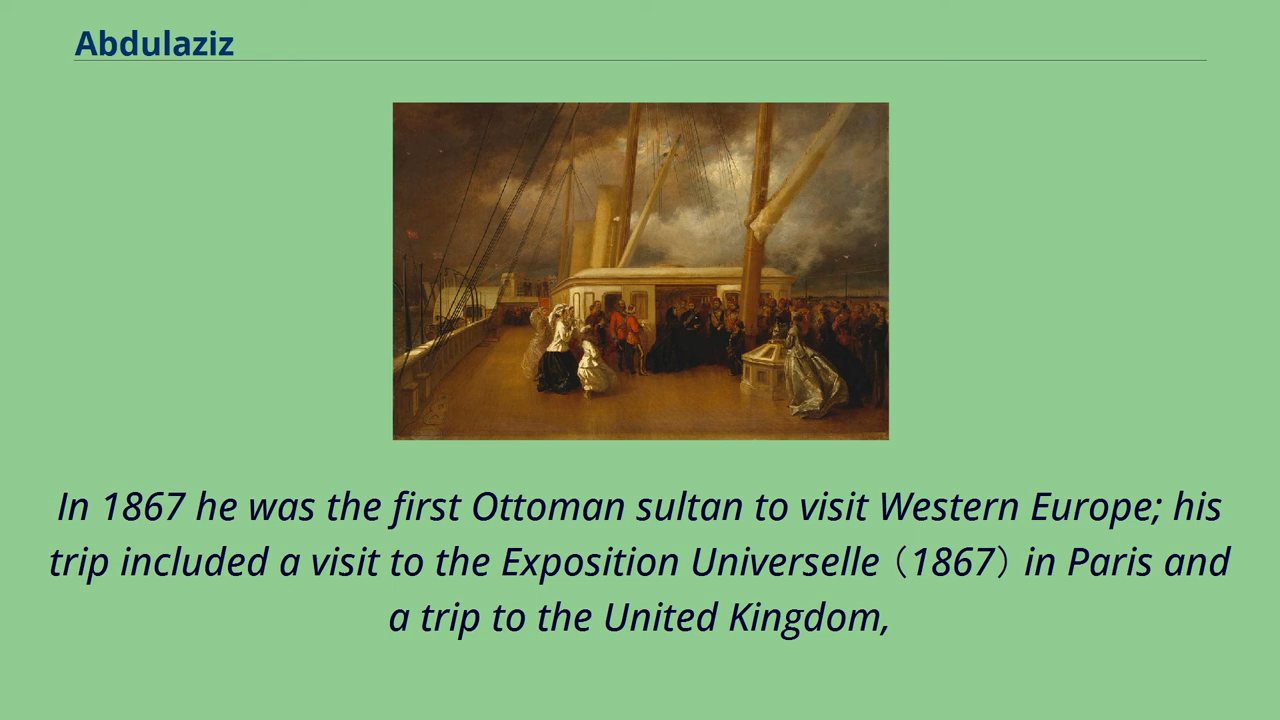 Abdulaziz
In 1867 he was the first Ottoman sultan to visit Western Europe; his
trip included a visit to the Exposition Universelle（1867）in Paris and
a trip to the United Kingdom,